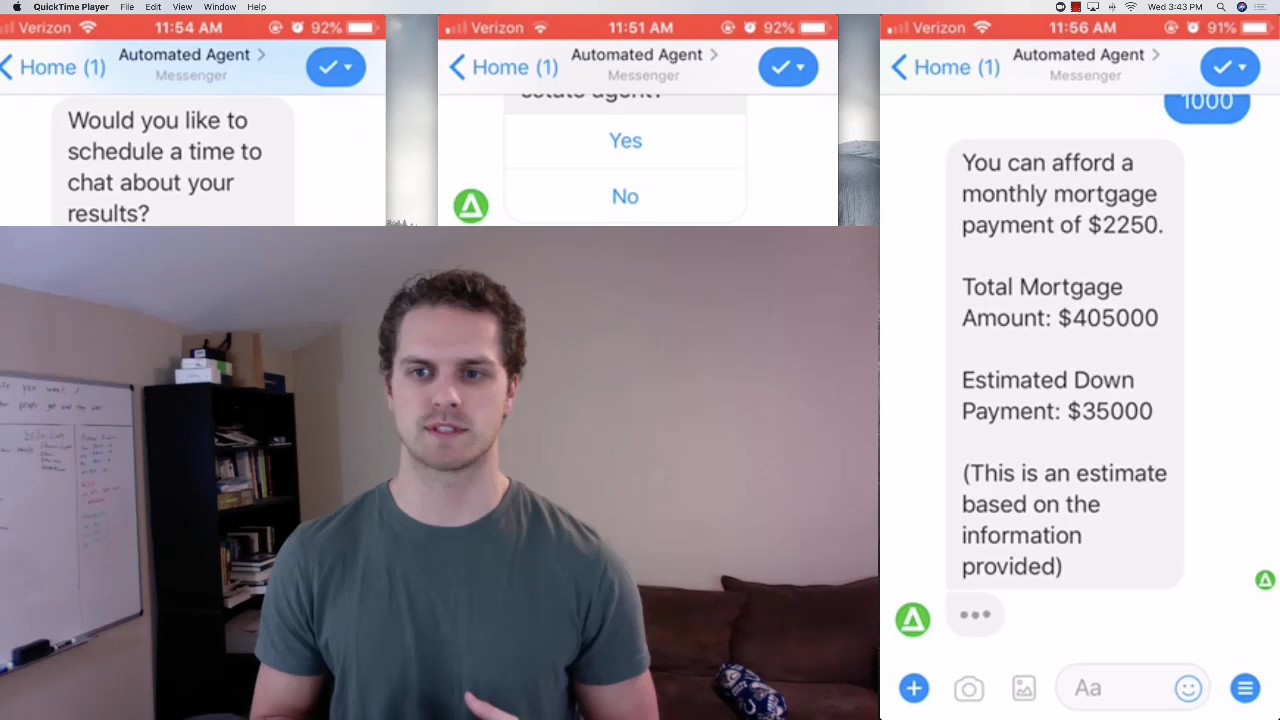 QuickTime Player File Edit View Window Help
Wed 3:43 PM
Verizon 11:54 AM 92%
Home (1)
Automated Agent
Messenger
Would you like to
schedule a time to
chat about your
results?
Verizon 11:51 AM 92%
Home (1)
Automated Agent
Messenger
estate agent?
Yes
No
Verizon 11:56 AM 91%
Home (1)
Automated Agent
Messenger
1000
You can afford a
monthly mortgage
payment of $2250.
Total Mortgage
Amount: $405000
Estimated Down
Payment: $35000
(This is an estimate
based on the
information
provided)
Aa